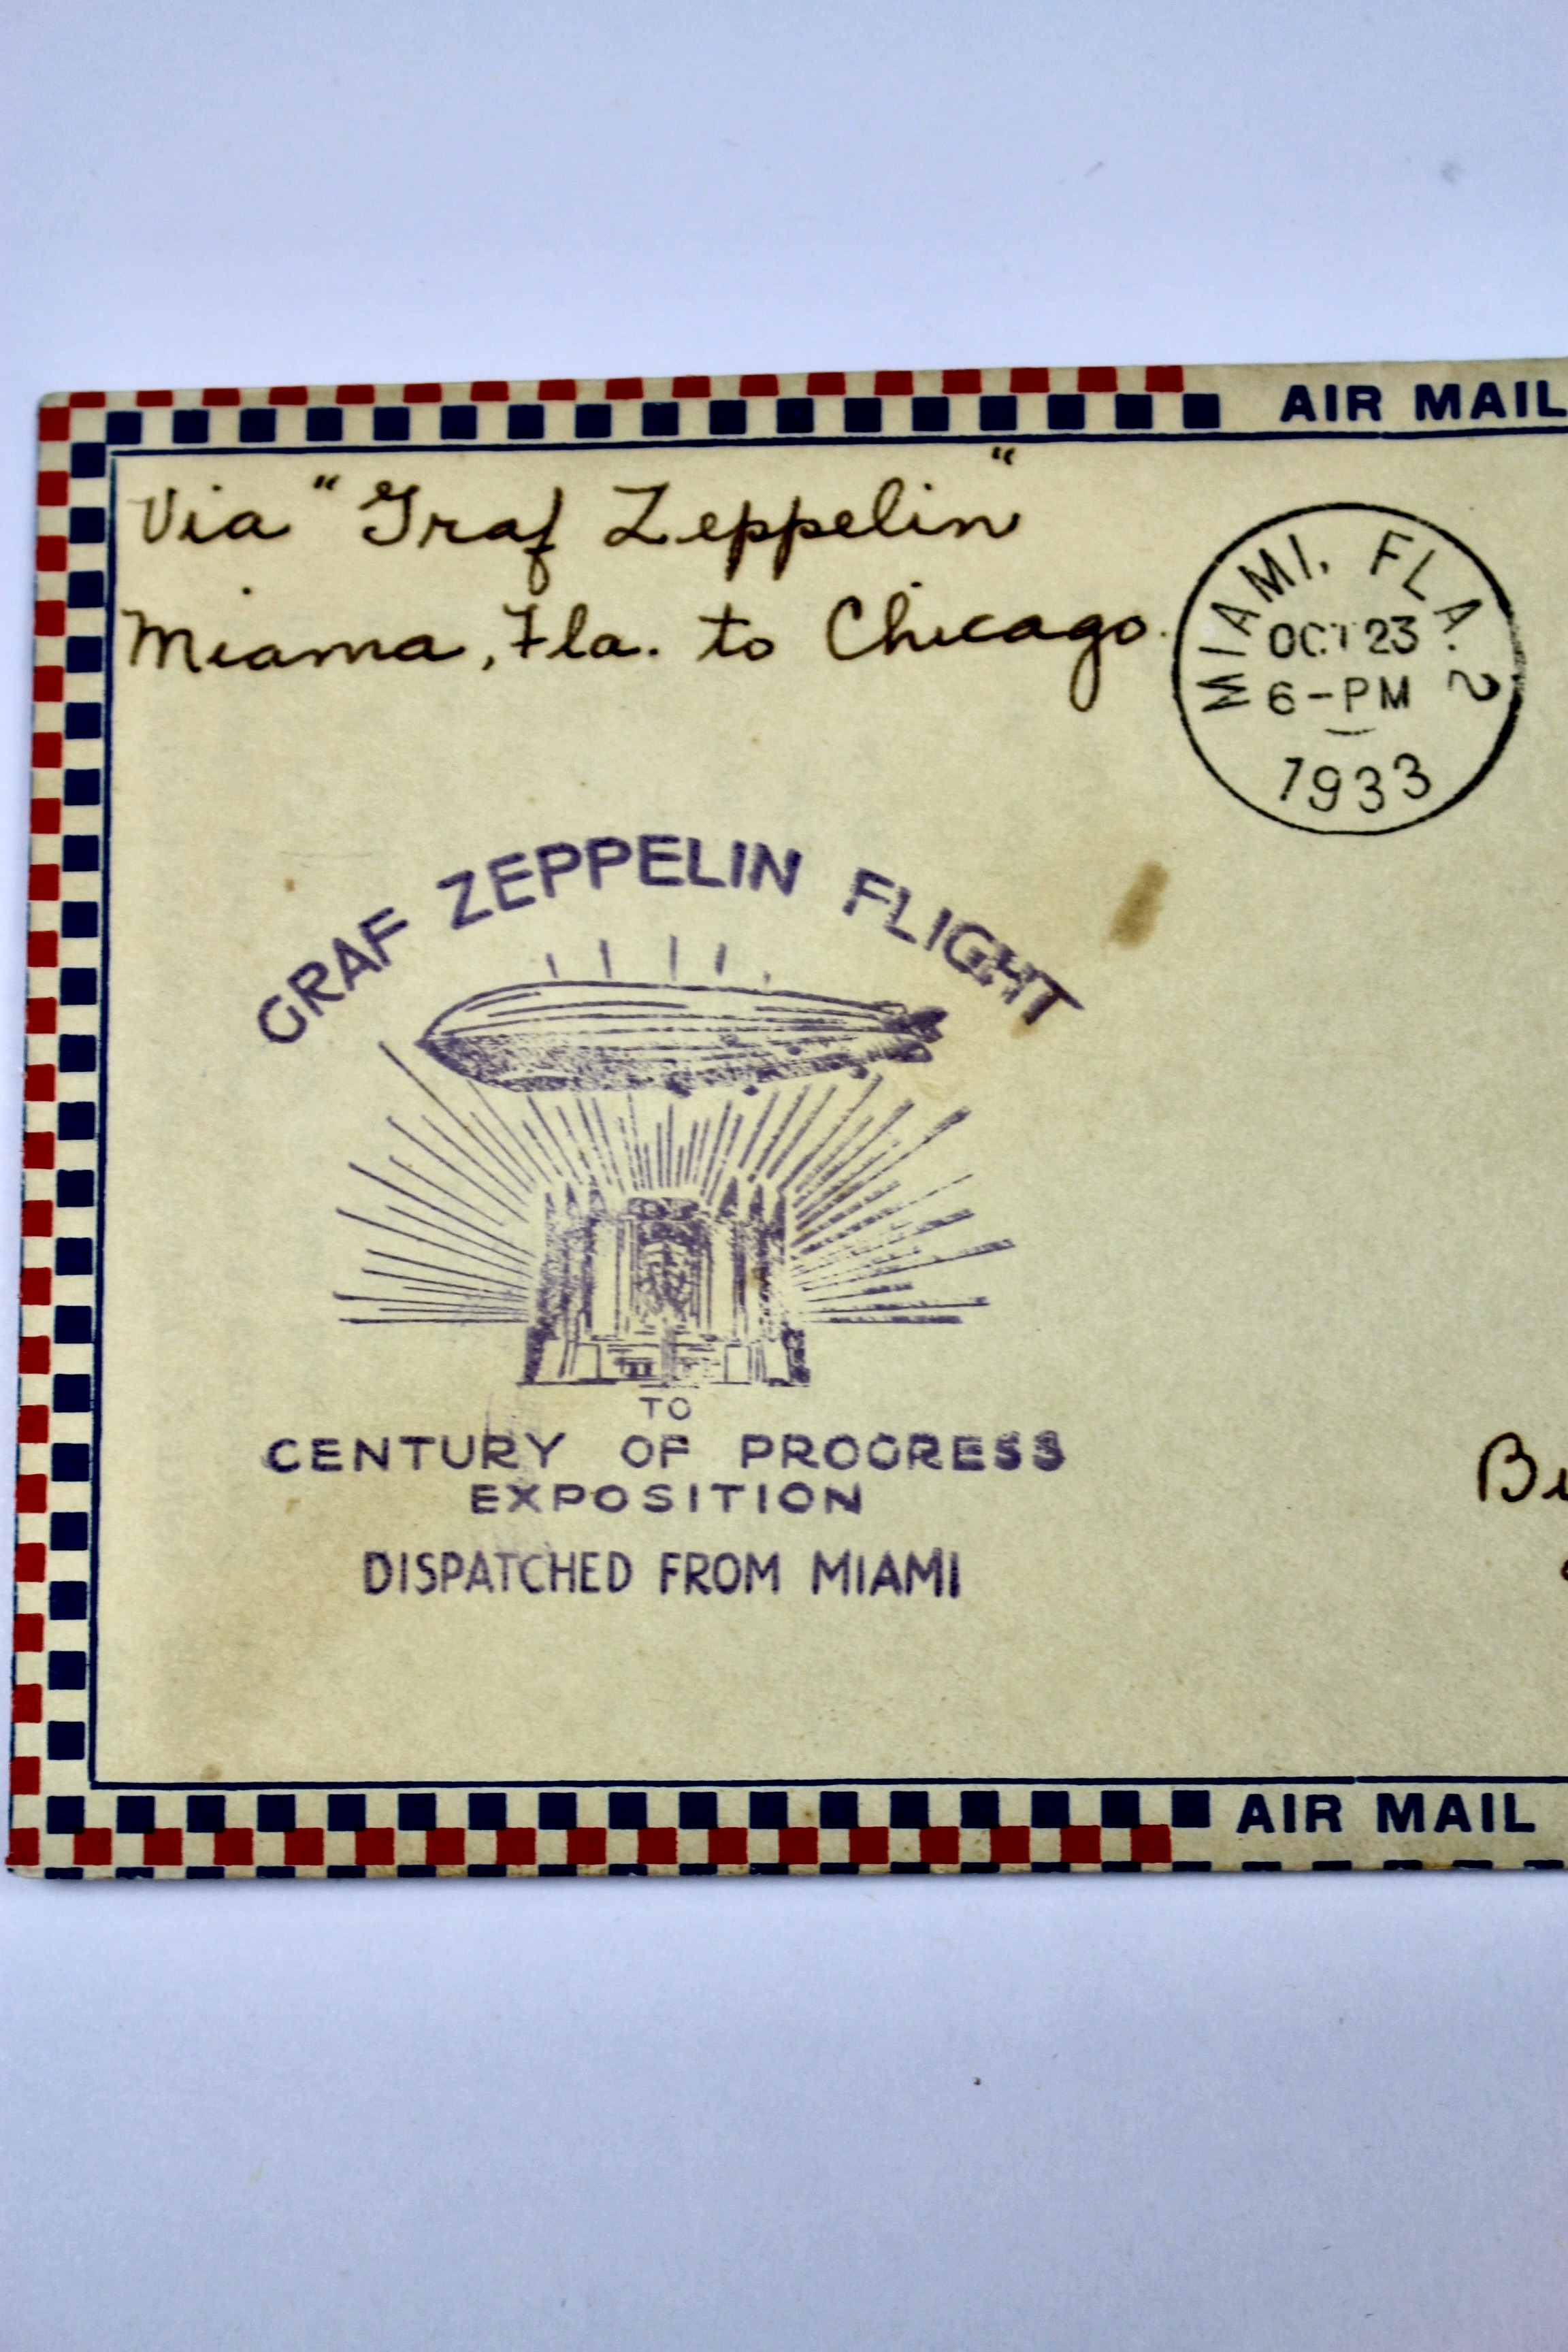 AIR MAIL
Via "Graf Zeppelin"
Miama, Fla. to Chicago.
MIAMI, FLA. 2
OCT 23
6-PM
1933
GRAF ZEPPELIN FLIGHT
TO
CENTURY OF PROGRESS
EXPOSITION
DISPATCHED FROM MIAMI
AIR MAIL